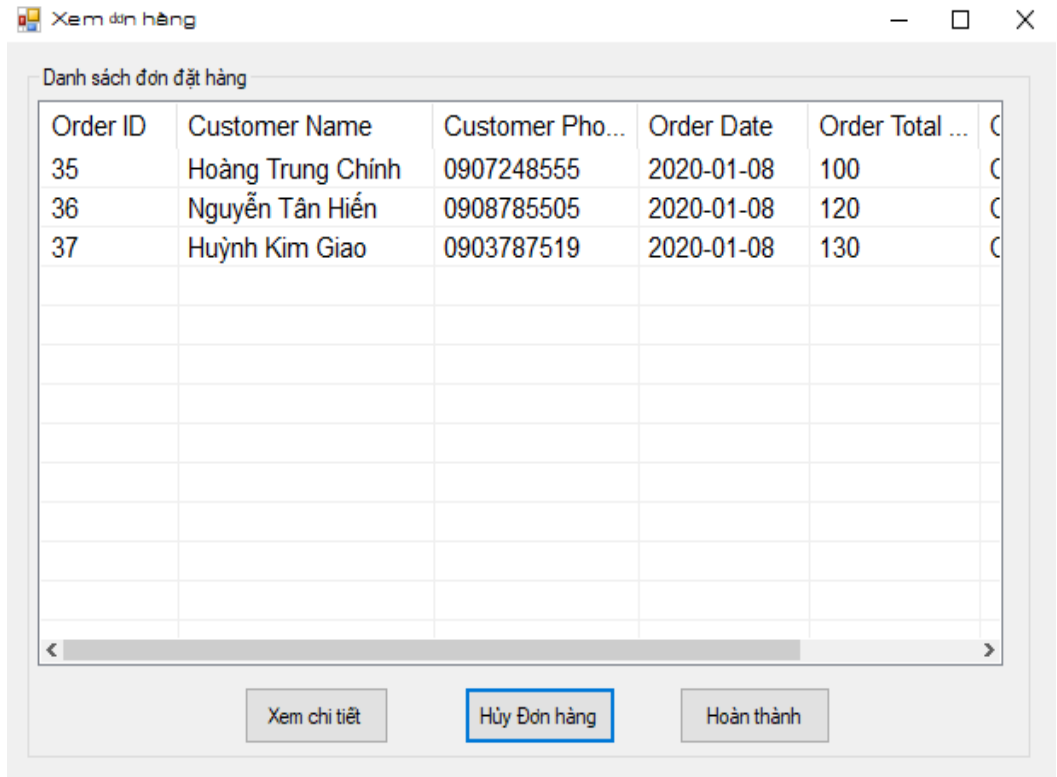 Xem đơn hàng
Danh sách đơn đặt hàng
Order ID Customer Name Customer Pho... Order Date Order Total ...
35 Hoàng Trung Chính 0907248555 2020-01-08 100
36 Nguyễn Tân Hiến 0908785505 2020-01-08 120
37 Huỳnh Kim Giao 0903787519 2020-01-08 130
Xem chi tiết Hủy Đơn hàng Hoàn thành